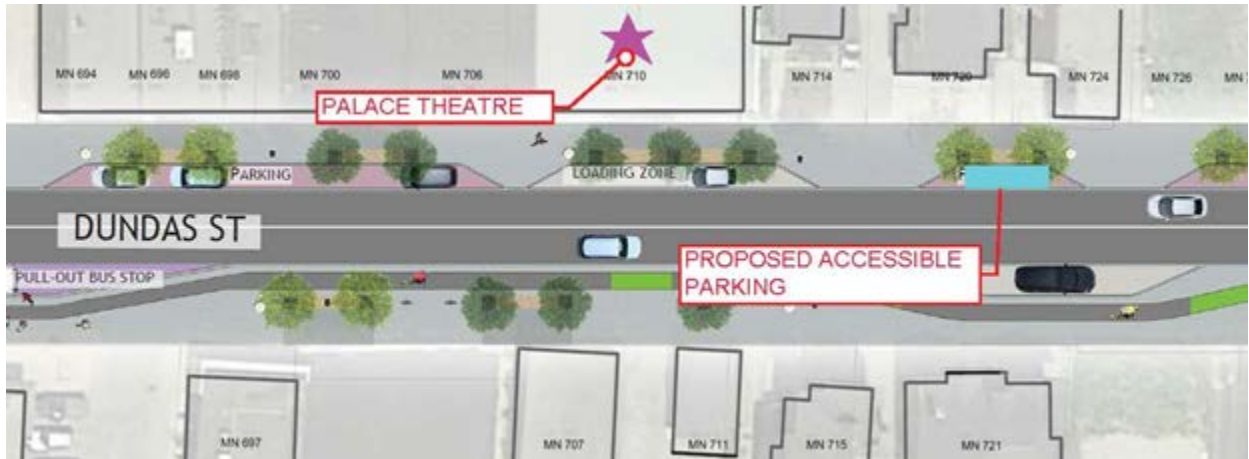 MN 694
MN 696
MN 698
MN 700
MN 706
MN 710
MN 714
MN 720
MN 724
MN 726
PALACE THEATRE
PARKING
LOADING ZONE
DUNDAS ST
PULL-OUT BUS STOP
PROPOSED ACCESSIBLE
PARKING
MN 697
MN 707
MN 711
MN 715
MN 721